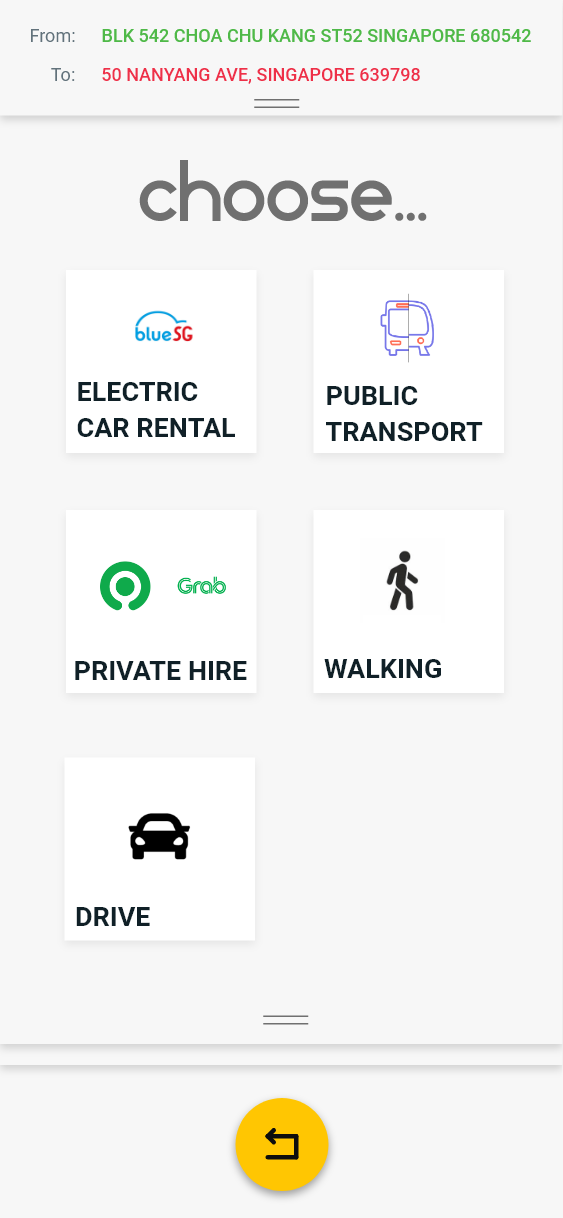 From: BLK 542 CHOA CHU KANG ST52 SINGAPORE 680542
To: 50 NANYANG AVE, SINGAPORE 639798
choose...
blueSG
ELECTRIC
CAR RENTAL
PUBLIC
TRANSPORT
Grab
PRIVATE HIRE
WALKING
DRIVE